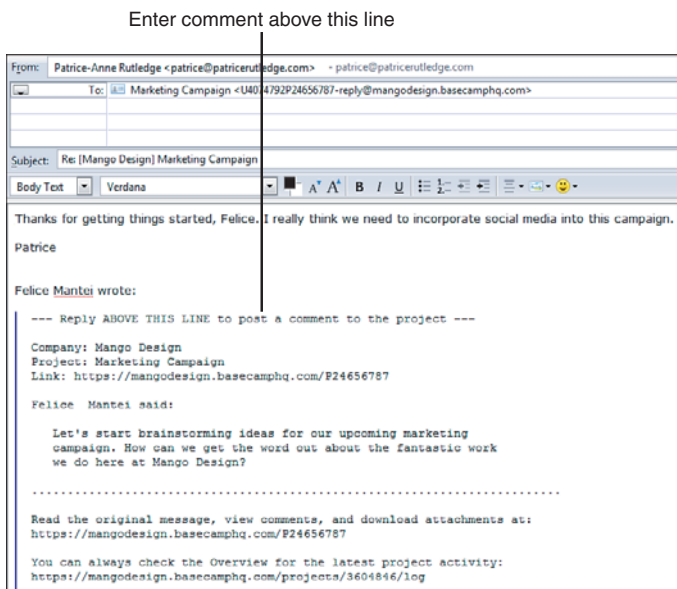 Enter comment above this line
From: Patrice-Anne Rutledge <patrice@patricerutledge.com> - patrice@patricerutledge.com
To: Marketing Campaign <U4074792P24656787-reply@mangodesign.basecamphq.com>
Subject: Re: [Mango Design] Marketing Campaign
Body Text Verdana A A B I U
Thanks for getting things started, Felice. I really think we need to incorporate social media into this campaign.
Patrice
Felice Mantei wrote:
--- Reply ABOVE THIS LINE to post a comment to the project ---
Company: Mango Design
Project: Marketing Campaign
Link: https://mangodesign.basecamphq.com/P24656787
Felice Mantei said:
Let's start brainstorming ideas for our upcoming marketing
campaign. How can we get the word out about the fantastic work
we do here at Mango Design?
..........................................................................
Read the original message, view comments, and download attachments at:
https://mangodesign.basecamphq.com/P24656787
You can always check the Overview for the latest project activity:
https://mangodesign.basecamphq.com/projects/3604846/log